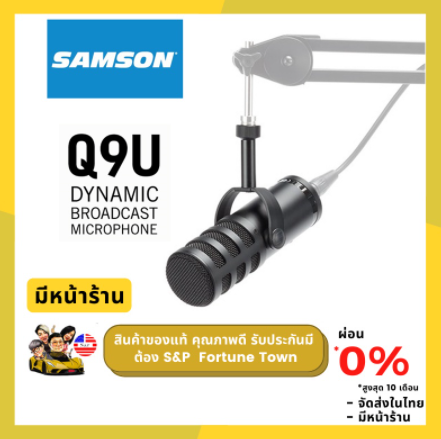 SAMSON
Q9U
DYNAMIC
BROADCAST
MICROPHONE
มีหน้าร้าน
สินค้าของแท้ คุณภาพดี รับประกันมี
ต้อง S&P Fortune Town
ผ่อน
*0%
*สูงสุด 10 เดือน
- จัดส่งในไทย
- มีหน้าร้าน